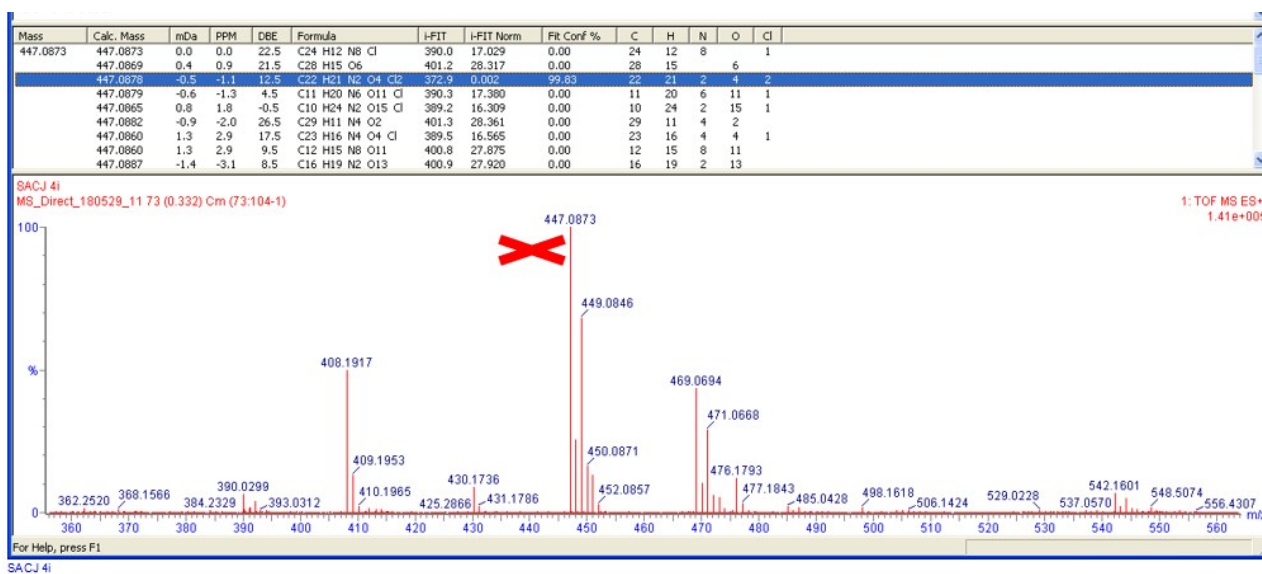 Mass Calc. Mass mDa PPM DBE Formula i-FIT i-FIT Norm Fit Conf % C H N O Cl
447.0873 447.0873 0.0 0.0 22.5 C24 H12 N8 Cl 390.0 17.029 0.00 24 12 8 1
447.0869 0.4 0.9 21.5 C28 H15 O6 401.2 28.317 0.00 28 15 6
447.0878 -0.5 -1.1 12.5 C22 H21 N2 O4 Cl2 372.9 0.002 99.83 22 21 2 4 2
447.0879 -0.6 -1.3 4.5 C11 H20 N6 O11 Cl 390.3 17.380 0.00 11 20 6 11 1
447.0865 0.8 1.8 -0.5 C10 H24 N2 O15 Cl 389.2 16.309 0.00 10 24 2 15 1
447.0882 -0.9 -2.0 26.5 C29 H11 N4 O2 401.3 28.361 0.00 29 11 4 2
447.0860 1.3 2.9 17.5 C23 H16 N4 O4 Cl 389.5 16.565 0.00 23 16 4 4 1
447.0860 1.3 2.9 9.5 C12 H15 N8 O11 400.8 27.875 0.00 12 15 8 11
447.0887 -1.4 -3.1 8.5 C16 H19 N2 O13 400.9 27.920 0.00 16 19 2 13
SACJ 4i
MS_Direct_180529_11 73 (0.332) Cm (73:104-1)
1: TOF MS ES+
1.41e+005
447.0873
100
449.0846
408.1917
%
469.0694
471.0668
450.0871
409.1953
430.1736
476.1793
390.0299
452.0857
477.1843
542.1601
362.2520 368.1566 384.2329 393.0312 410.1965 425.2866 431.1786 485.0428 498.1618 506.1424 529.0228 537.0570 548.5074 556.4307
0
m/z
360 370 380 390 400 410 420 430 440 450 460 470 480 490 500 510 520 530 540 550 560
For Help, press F1
SACJ 4i